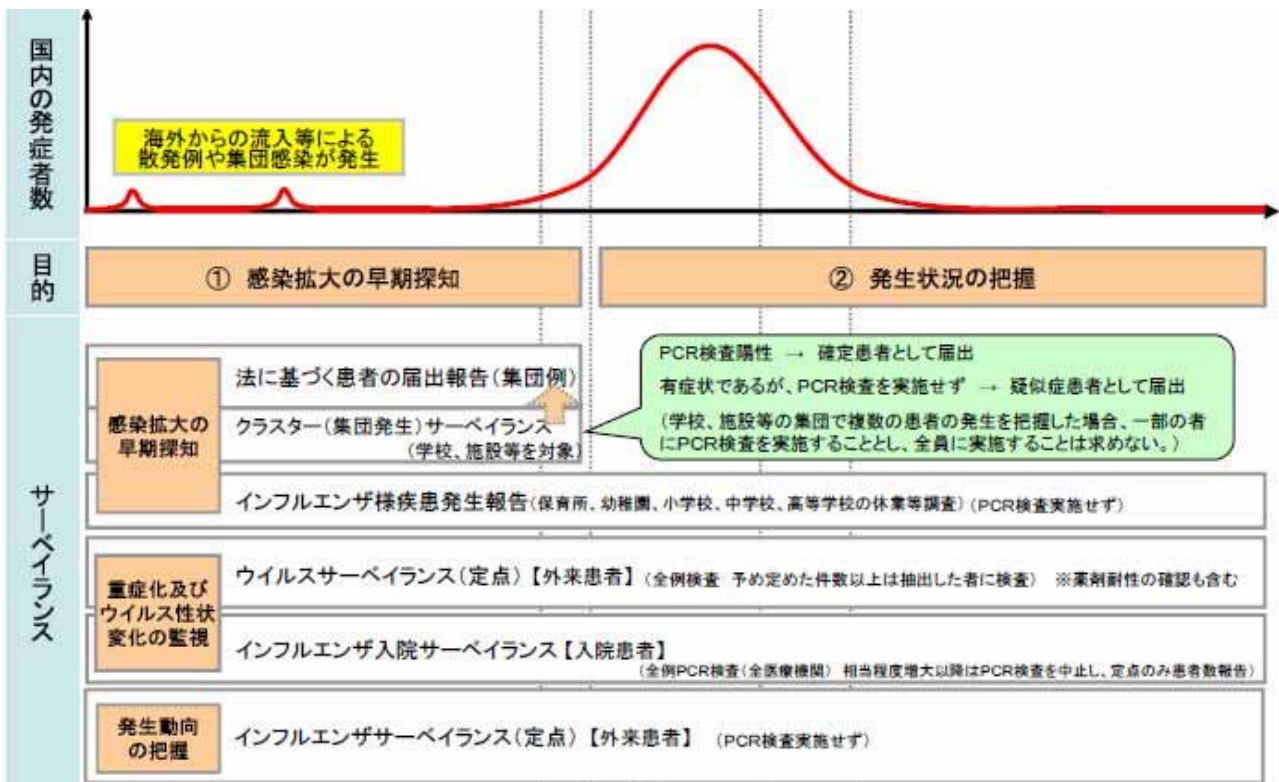 国内の発症者数
海外からの流入等による
散発例や集団感染が発生
目的
① 感染拡大の早期探知
② 発生状況の把握
サーベイランス
感染拡大の
早期探知
法に基づく患者の届出報告(集団例)
クラスター(集団発生)サーベイランス
(学校、施設等を対象)
PCR検査陽性 → 確定患者として届出
有症状であるが、PCR検査を実施せず → 疑似症患者として届出
(学校、施設等の集団で複数の患者の発生を把握した場合、一部の者
にPCR検査を実施することとし、全員に実施することは求めない。)
インフルエンザ様疾患発生報告(保育所、幼稚園、小学校、中学校、高等学校の休業等調査)(PCR検査実施せず)
重症化及び
ウイルス性状
変化の監視
ウイルスサーベイランス(定点)【外来患者】(全例検査 予め定めた件数以上は抽出した者に検査) ※薬剤耐性の確認も含む
インフルエンザ入院サーベイランス【入院患者】
(全例PCR検査(全医療機関) 相当程度増大以降はPCR検査を中止し、定点のみ患者数報告)
発生動向
の把握
インフルエンザサーベイランス(定点)【外来患者】 (PCR検査実施せず)